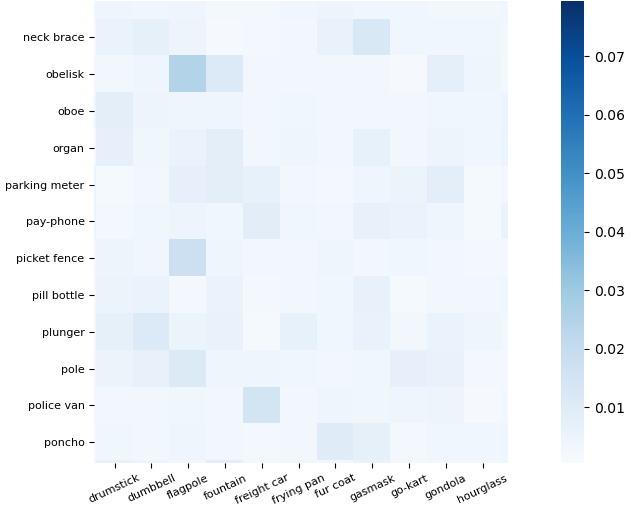 neck brace
obelisk
oboe
organ
parking meter
pay-phone
picket fence
pill bottle
plunger
pole
police van
poncho
drumstick
dumbbell
flagpole
fountain
freight car
frying pan
fur coat
gasmask
go-kart
gondola
hourglass
0.07
0.06
0.05
0.04
0.03
0.02
0.01